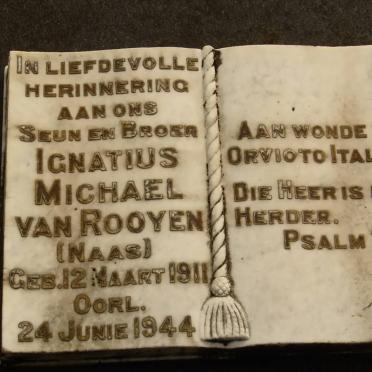 IN LIEFDEVOLLE
HERINNERING
AAN ONS
SEUN EN BROER
IGNATIUS
MICHAEL
VAN ROOYEN
(NAAS)
GEB. 12 MAART 1911
OORL.
24 JUNIE 1944
AAN WONDE
ORVIOTO ITAL
DIE HEER IS
HERDER.
PSALM